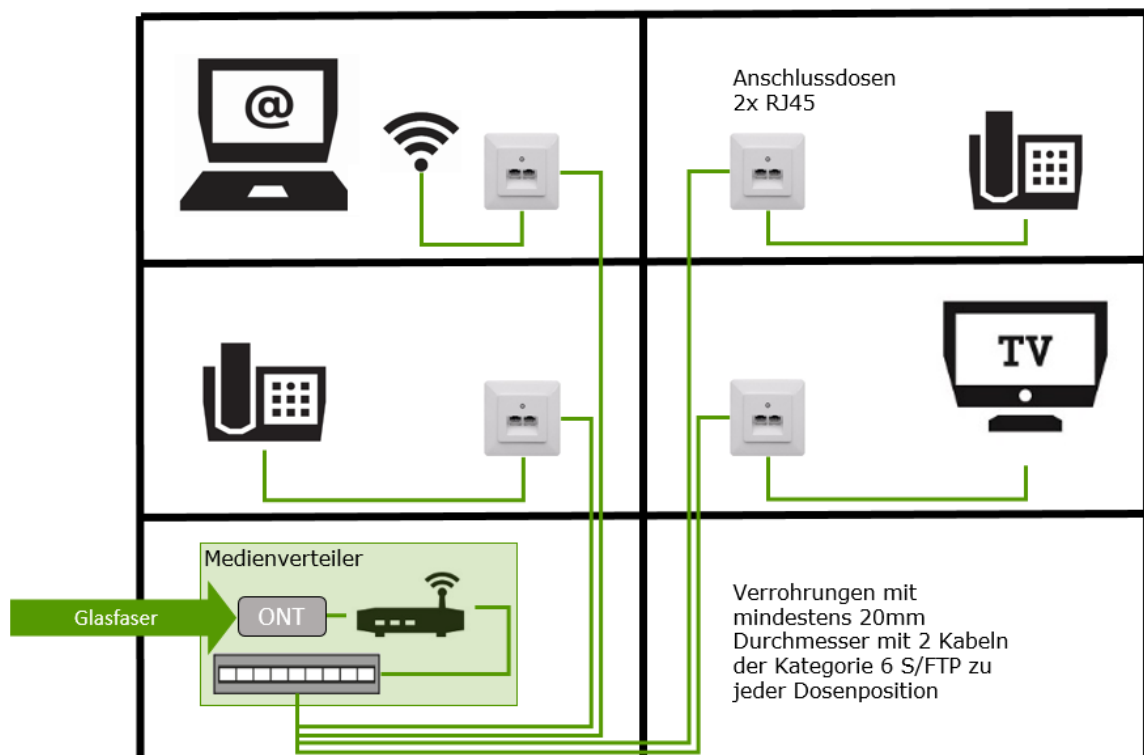 @
Anschlussdosen
2x RJ45
TV
Medienverteiler
Glasfaser
ONT
Verrohrungen mit
mindestens 20mm
Durchmesser mit 2 Kabeln
der Kategorie 6 S/FTP zu
jeder Dosenposition